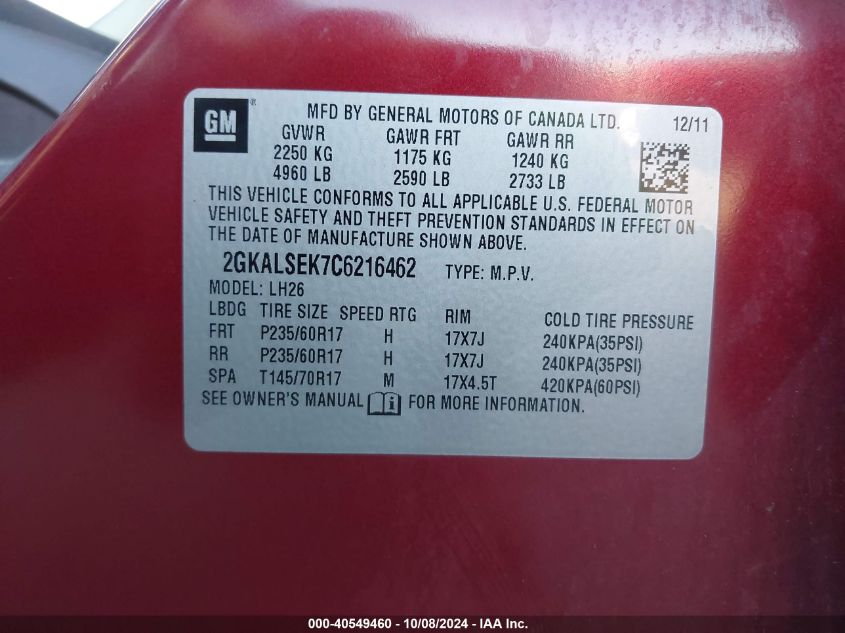 GM ® MFD BY GENERAL MOTORS OF CANADA LTD. 12/11
GVWR GAWR FRT GAWR RR
2250 KG 1175 KG 1240 KG
4960 LB 2590 LB 2733 LB
THIS VEHICLE CONFORMS TO ALL APPLICABLE U.S. FEDERAL MOTOR
VEHICLE SAFETY AND THEFT PREVENTION STANDARDS IN EFFECT ON
THE DATE OF MANUFACTURE SHOWN ABOVE.
2GKALSEK7C6216462 TYPE: M.P.V.
MODEL: LH26
LBDG TIRE SIZE SPEED RTG RIM COLD TIRE PRESSURE
FRT P235/60R17 H 17X7J 240KPA(35PSI)
RR P235/60R17 H 17X7J 240KPA(35PSI)
SPA T145/70R17 M 17X4.5T 420KPA(60PSI)
SEE OWNER'S MANUAL i FOR MORE INFORMATION.
000-40549460 - 10/08/2024 - IAA Inc.